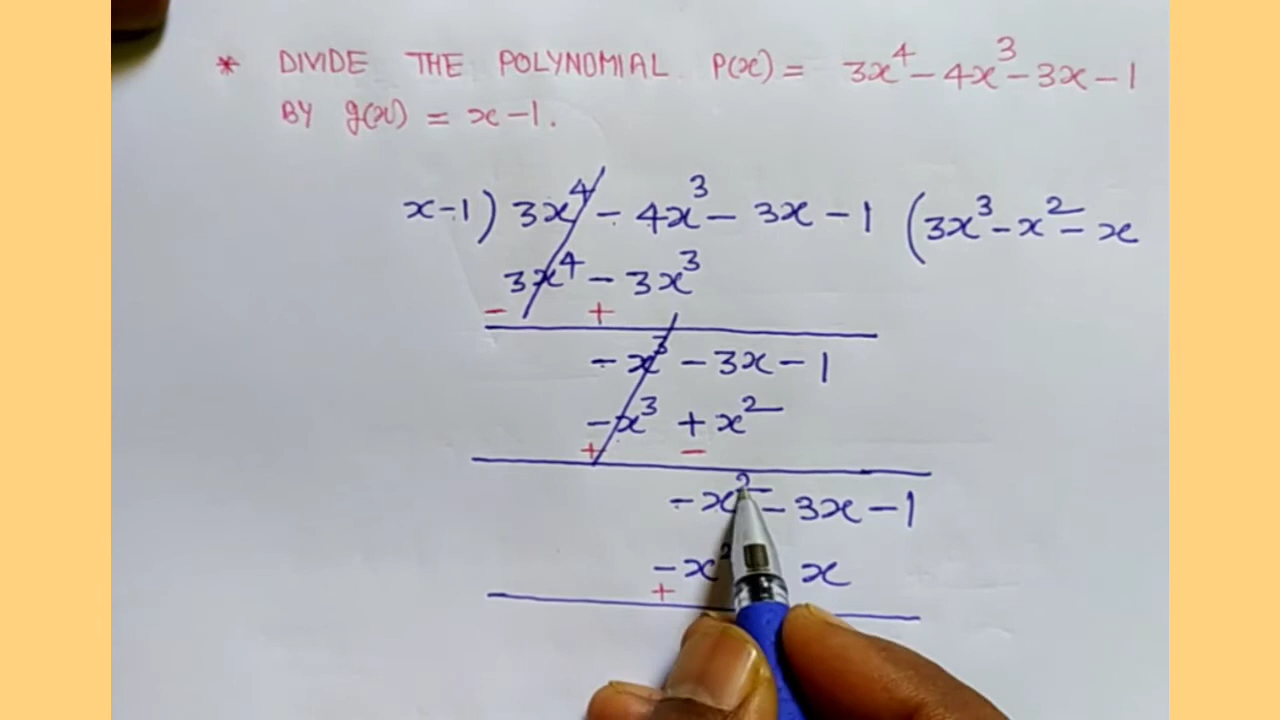 * DIVIDE THE POLYNOMIAL P(x) = 3x⁴ - 4x³ - 3x - 1
BY g(x) = x - 1.
x-1) 3x⁴ - 4x³ - 3x - 1 (3x³ - x² - x
3x⁴ - 3x³
- +
-x³ - 3x - 1
-x³ + x²
+ -
-x² - 3x - 1
-x² x
+